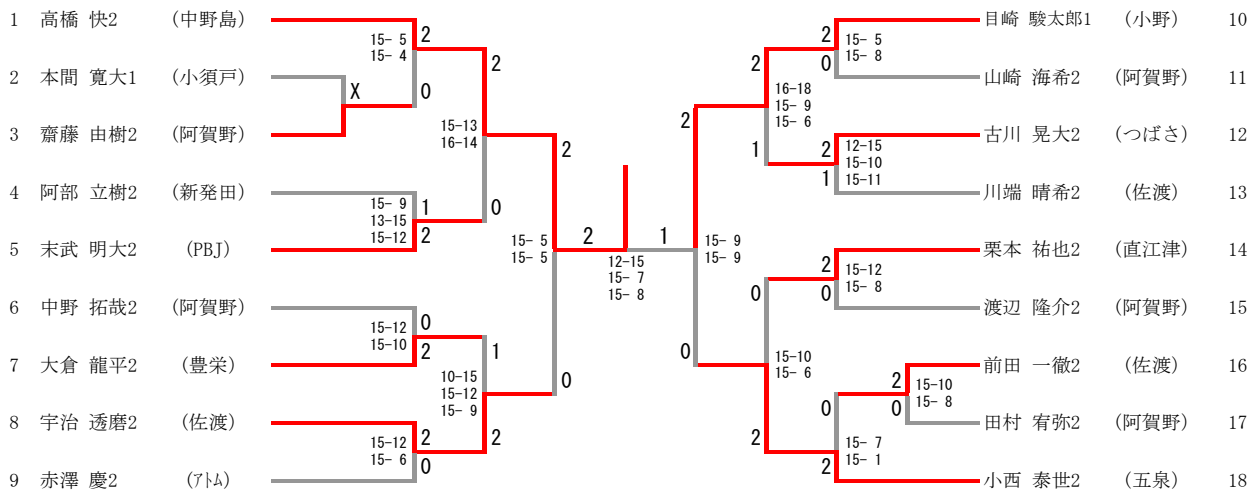 1 高橋 快2 (中野島)
2 本間 寛大1 (小須戸)
3 齋藤 由樹2 (阿賀野)
4 阿部 立樹2 (新発田)
5 末武 明大2 (PBJ)
6 中野 拓哉2 (阿賀野)
7 大倉 龍平2 (豊栄)
8 宇治 透磨2 (佐渡)
9 赤澤 慶2 (アトム)
15- 5 2
15- 4
X 0
15- 9 1
13-15
15-12 2
15-12 0
15-10 2
15-12 2
15- 6 0
2
15-13
16-14
0
1
10-15
15-12
15- 9
2
2
15- 5
15- 5
0
2 1
12-15
15- 7
15- 8
2
15- 9
15- 9
0
2
16-18
15- 9
15- 6
1
0
15-10
15- 6
2
2 15- 5
0 15- 8
2 12-15
15-10
1 15-11
2 15-12
0 15- 8
2 15-10
0 15- 8
0
15- 7
2 15- 1
目崎 駿太郎1 (小野) 10
山崎 海希2 (阿賀野) 11
古川 晃大2 (つばさ) 12
川端 晴希2 (佐渡) 13
栗本 祐也2 (直江津) 14
渡辺 隆介2 (阿賀野) 15
前田 一徹2 (佐渡) 16
田村 宥弥2 (阿賀野) 17
小西 泰世2 (五泉) 18